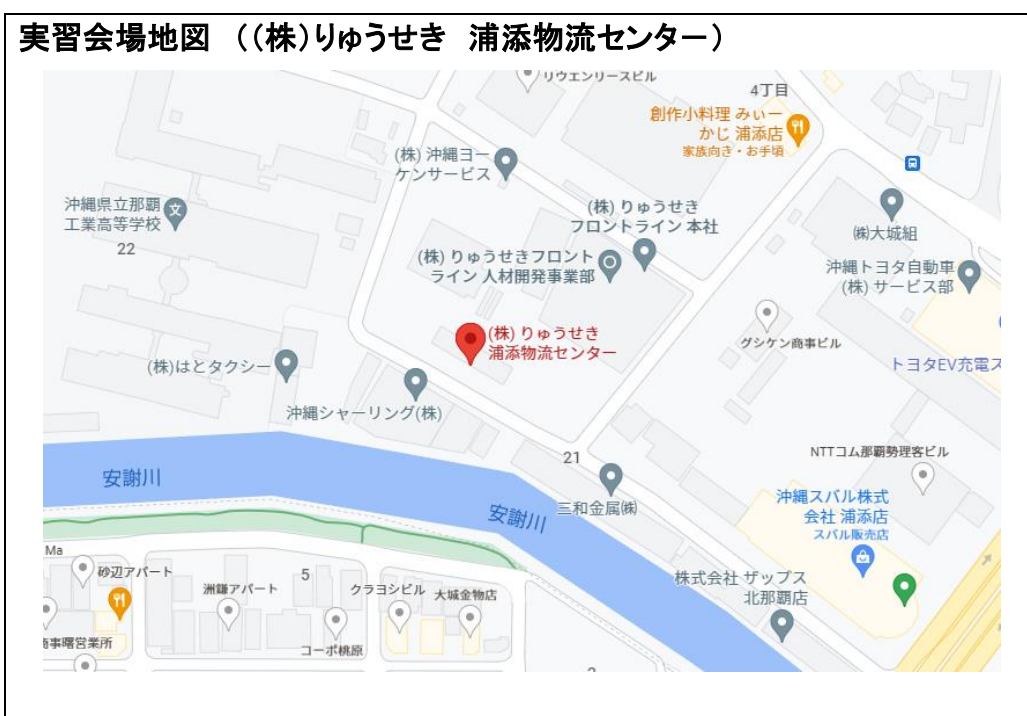 実習会場地図 （(株)りゅうせき 浦添物流センター）
リウエンリースビル
4丁目
創作小料理 みぃー
かじ 浦添店
家族向き・お手頃
(株) 沖縄ヨー
ケンサービス
沖縄県立那覇
工業高等学校
22
(株) りゅうせき
フロントライン 本社
㈱大城組
(株) りゅうせきフロント
ライン 人材開発事業部
沖縄トヨタ自動車
(株) サービス部
(株) りゅうせき
浦添物流センター
グシケン商事ビル
トヨタEV充電ス
(株)はとタクシー
沖縄シャーリング(株)
21
NTTコム那覇勢理客ビル
安謝川
安謝川
三和金属㈱
沖縄スバル株式
会社 浦添店
スバル販売店
Ma
砂辺アパート
洲鎌アパート
5
クラヨシビル
大城金物店
株式会社 ザップス
北那覇店
商事曙営業所
コーポ桃原